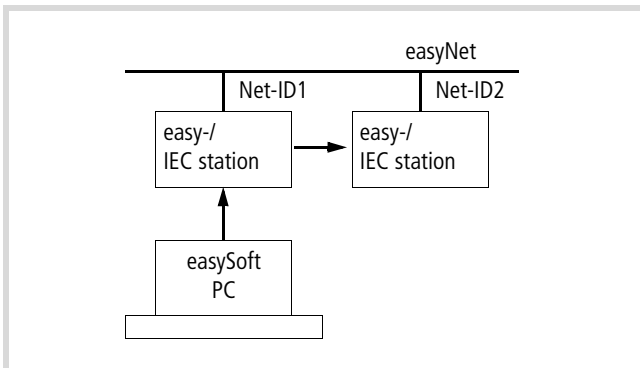 easyNet
Net-ID1
Net-ID2
easy-/
IEC station
easy-/
IEC station
easySoft
PC